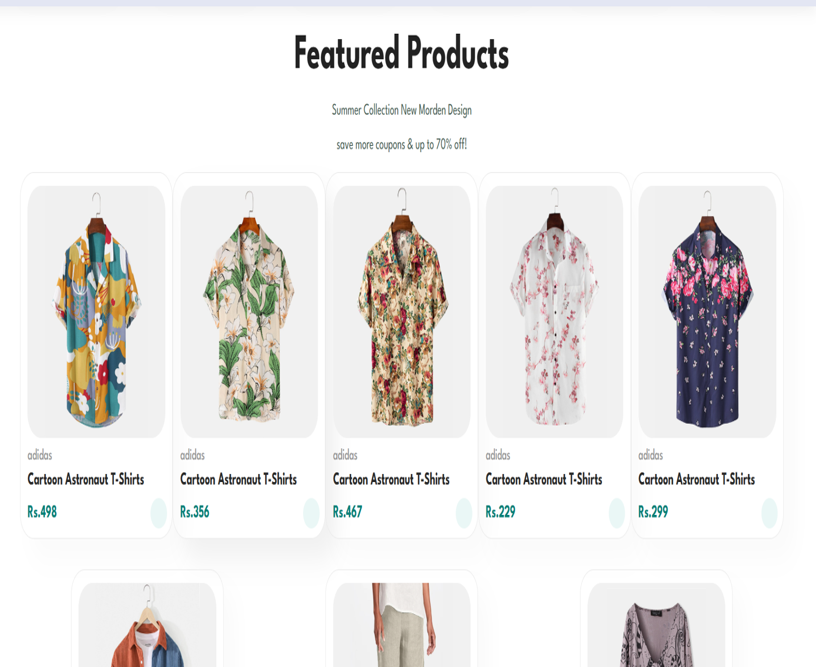 Featured Products
Summer Collection New Morden Design
save more coupons & up to 70% off!
adidas
Cartoon Astronaut T-Shirts
Rs.498
adidas
Cartoon Astronaut T-Shirts
Rs.356
adidas
Cartoon Astronaut T-Shirts
Rs.467
adidas
Cartoon Astronaut T-Shirts
Rs.229
adidas
Cartoon Astronaut T-Shirts
Rs.299